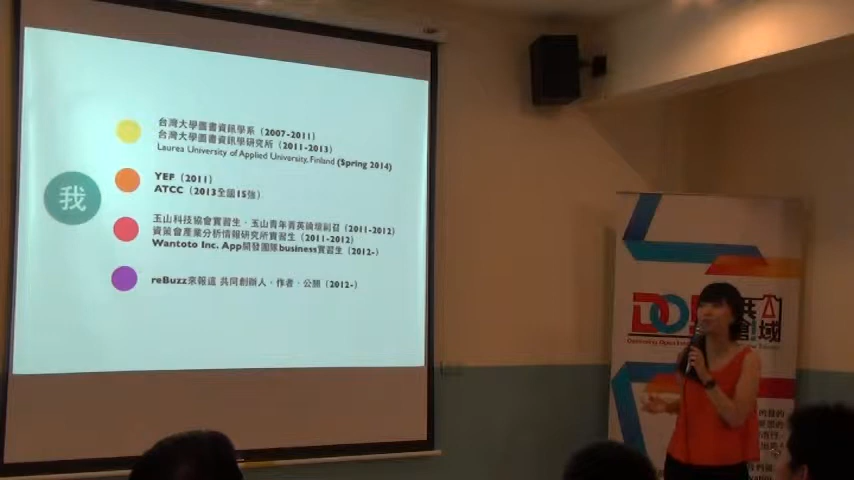 台灣大學圖書資訊學系（2007-2011）
台灣大學圖書資訊學研究所（2011-2013）
Laurea University of Applied University, Finland (Spring 2014)
我
YEF（2011）
ATCC（2013全國15強）
玉山科技協會實習生．玉山青年菁英論壇副召（2011-2012）
資策會產業分析情報研究所實習生（2011-2012）
Wantoto Inc. App開發團隊business實習生（2012-）
reBuzz來報這 共同創辦人．作者．公關（2012-）
域